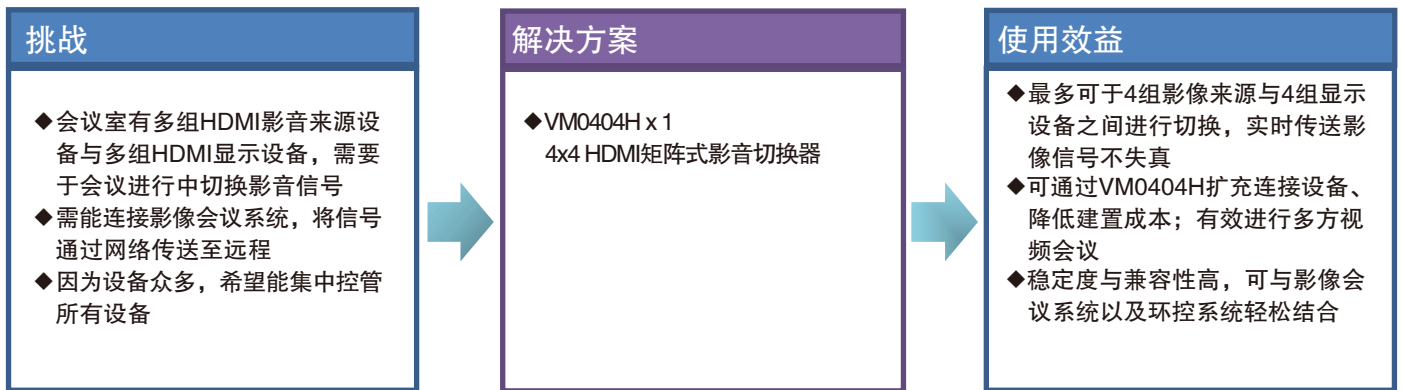 挑战
◆会议室有多组HDMI影音来源设
备与多组HDMI显示设备，需要
于会议进行中切换影音信号
◆需能连接影像会议系统，将信号
通过网络传送至远程
◆因为设备众多，希望能集中控管
所有设备
解决方案
◆VM0404H x 1
4x4 HDMI矩阵式影音切换器
使用效益
◆最多可于4组影像来源与4组显示
设备之间进行切换，实时传送影
像信号不失真
◆可通过VM0404H扩充连接设备、
降低建置成本；有效进行多方视
频会议
◆稳定度与兼容性高，可与影像会
议系统以及环控系统轻松结合